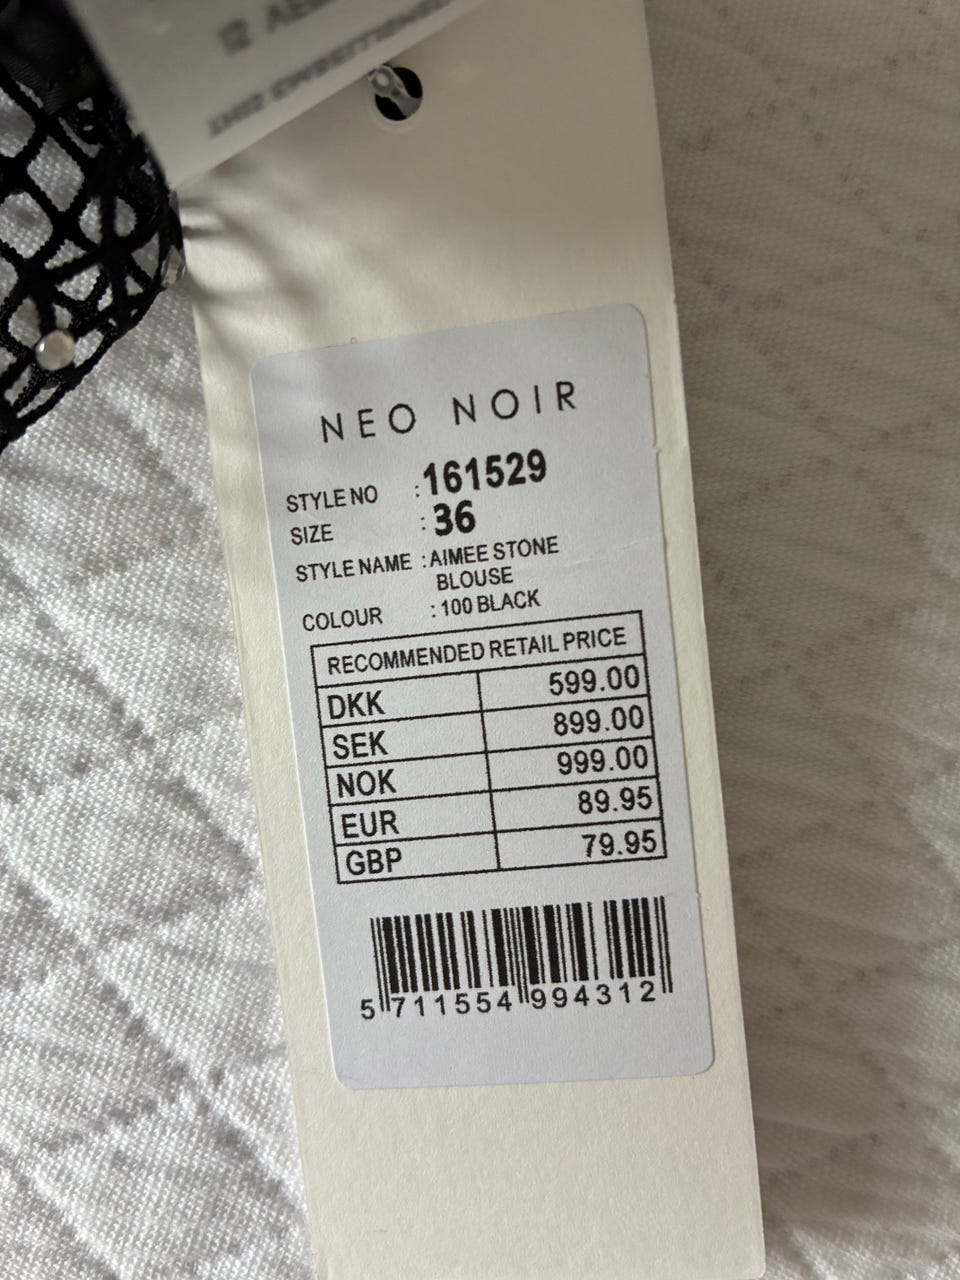 NEO NOIR
STYLE NO : 161529
SIZE : 36
STYLE NAME : AIMEE STONE
BLOUSE
COLOUR : 100 BLACK
RECOMMENDED RETAIL PRICE
DKK 599.00
SEK 899.00
NOK 999.00
EUR 89.95
GBP 79.95
5 711554 994312